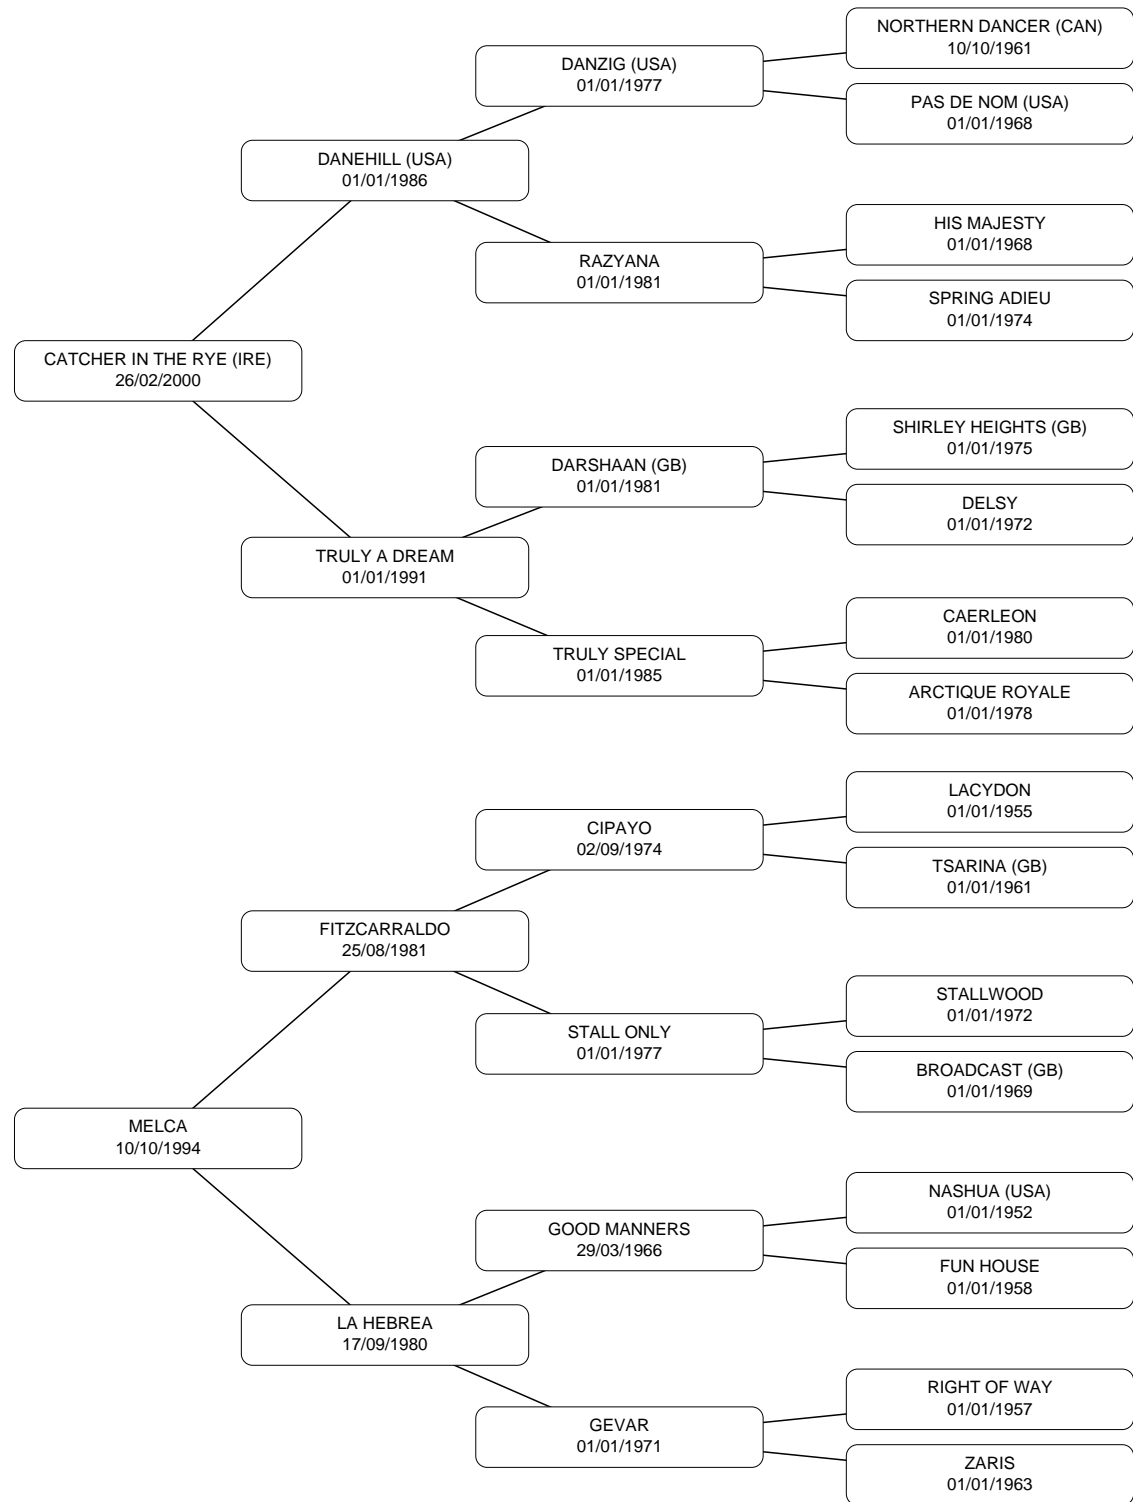 NORTHERN DANCER (CAN)
10/10/1961
DANZIG (USA)
01/01/1977
PAS DE NOM (USA)
01/01/1968
DANEHILL (USA)
01/01/1986
HIS MAJESTY
01/01/1968
RAZYANA
01/01/1981
SPRING ADIEU
01/01/1974
CATCHER IN THE RYE (IRE)
26/02/2000
SHIRLEY HEIGHTS (GB)
01/01/1975
DARSHAAN (GB)
01/01/1981
DELSY
01/01/1972
TRULY A DREAM
01/01/1991
CAERLEON
01/01/1980
TRULY SPECIAL
01/01/1985
ARCTIQUE ROYALE
01/01/1978
LACYDON
01/01/1955
CIPAYO
02/09/1974
TSARINA (GB)
01/01/1961
FITZCARRALDO
25/08/1981
STALLWOOD
01/01/1972
STALL ONLY
01/01/1977
BROADCAST (GB)
01/01/1969
MELCA
10/10/1994
NASHUA (USA)
01/01/1952
GOOD MANNERS
29/03/1966
FUN HOUSE
01/01/1958
LA HEBREA
17/09/1980
RIGHT OF WAY
01/01/1957
GEVAR
01/01/1971
ZARIS
01/01/1963